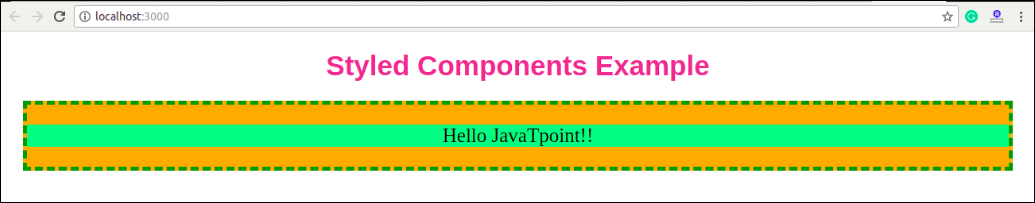 localhost:3000
Styled Components Example
Hello JavaTpoint!!